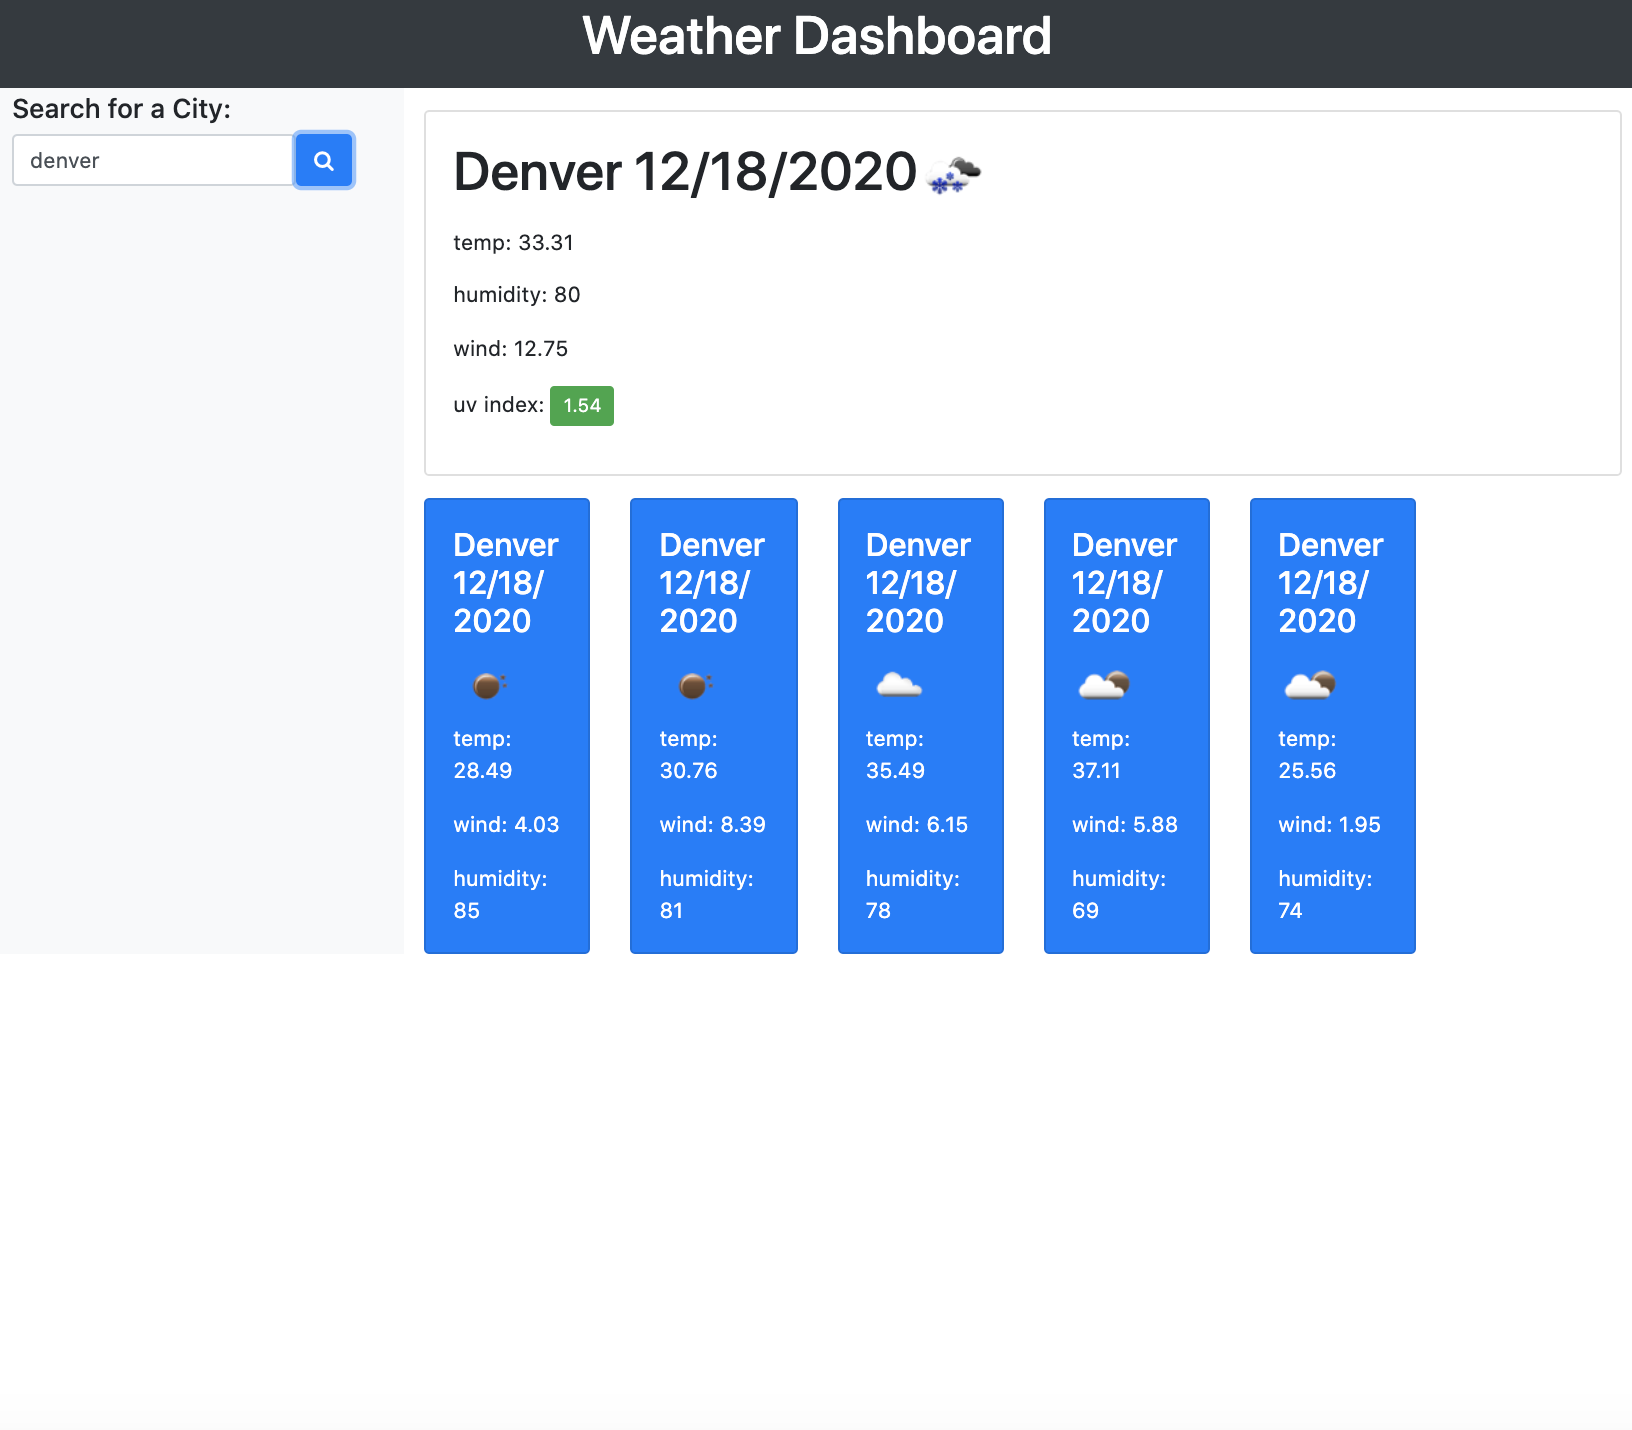 Weather Dashboard
Search for a City:
denver
Denver 12/18/2020
temp: 33.31
humidity: 80
wind: 12.75
uv index: 1.54
Denver
12/18/
2020
temp:
28.49
wind: 4.03
humidity:
85
Denver
12/18/
2020
temp:
30.76
wind: 8.39
humidity:
81
Denver
12/18/
2020
temp:
35.49
wind: 6.15
humidity:
78
Denver
12/18/
2020
temp:
37.11
wind: 5.88
humidity:
69
Denver
12/18/
2020
temp:
25.56
wind: 1.95
humidity:
74